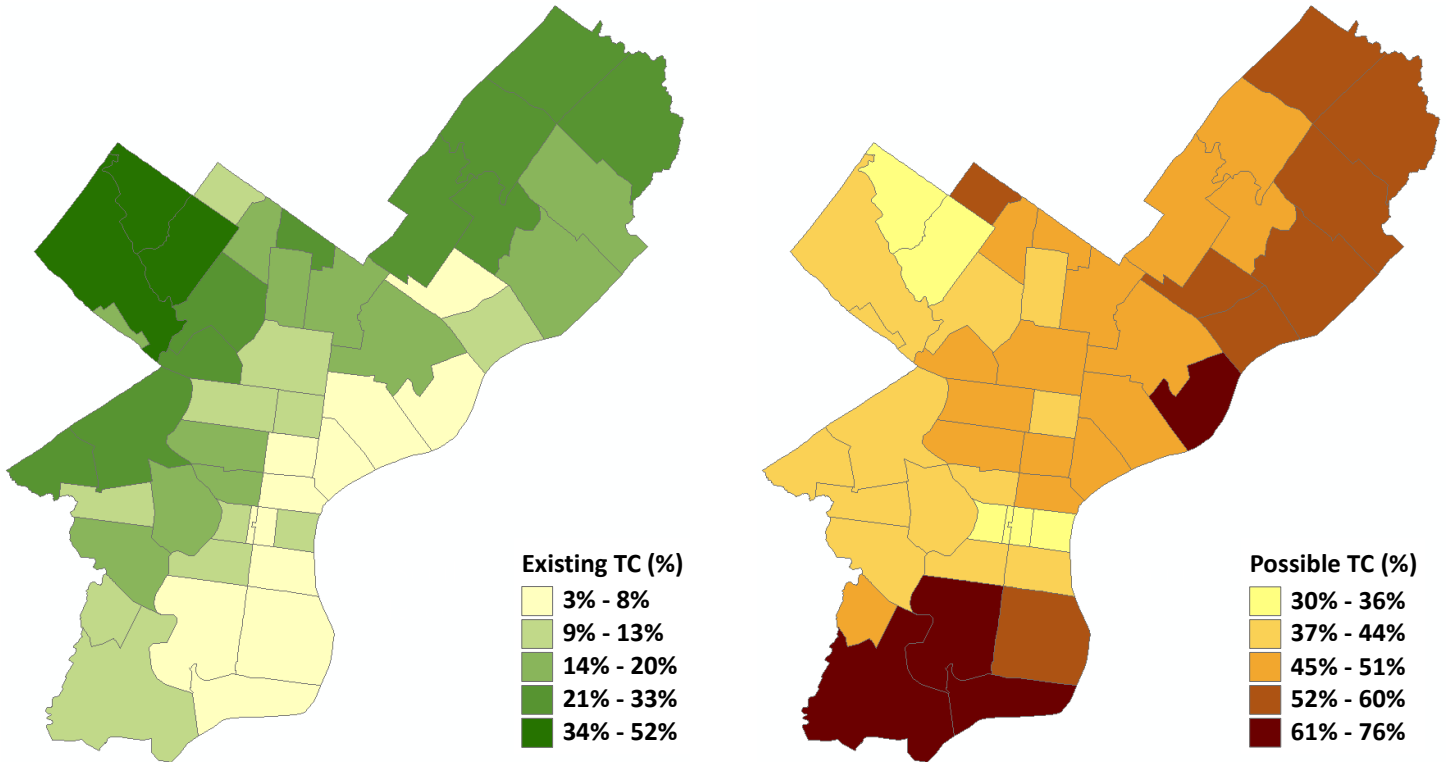 Existing TC (%)
3% - 8%
9% - 13%
14% - 20%
21% - 33%
34% - 52%
Possible TC (%)
30% - 36%
37% - 44%
45% - 51%
52% - 60%
61% - 76%